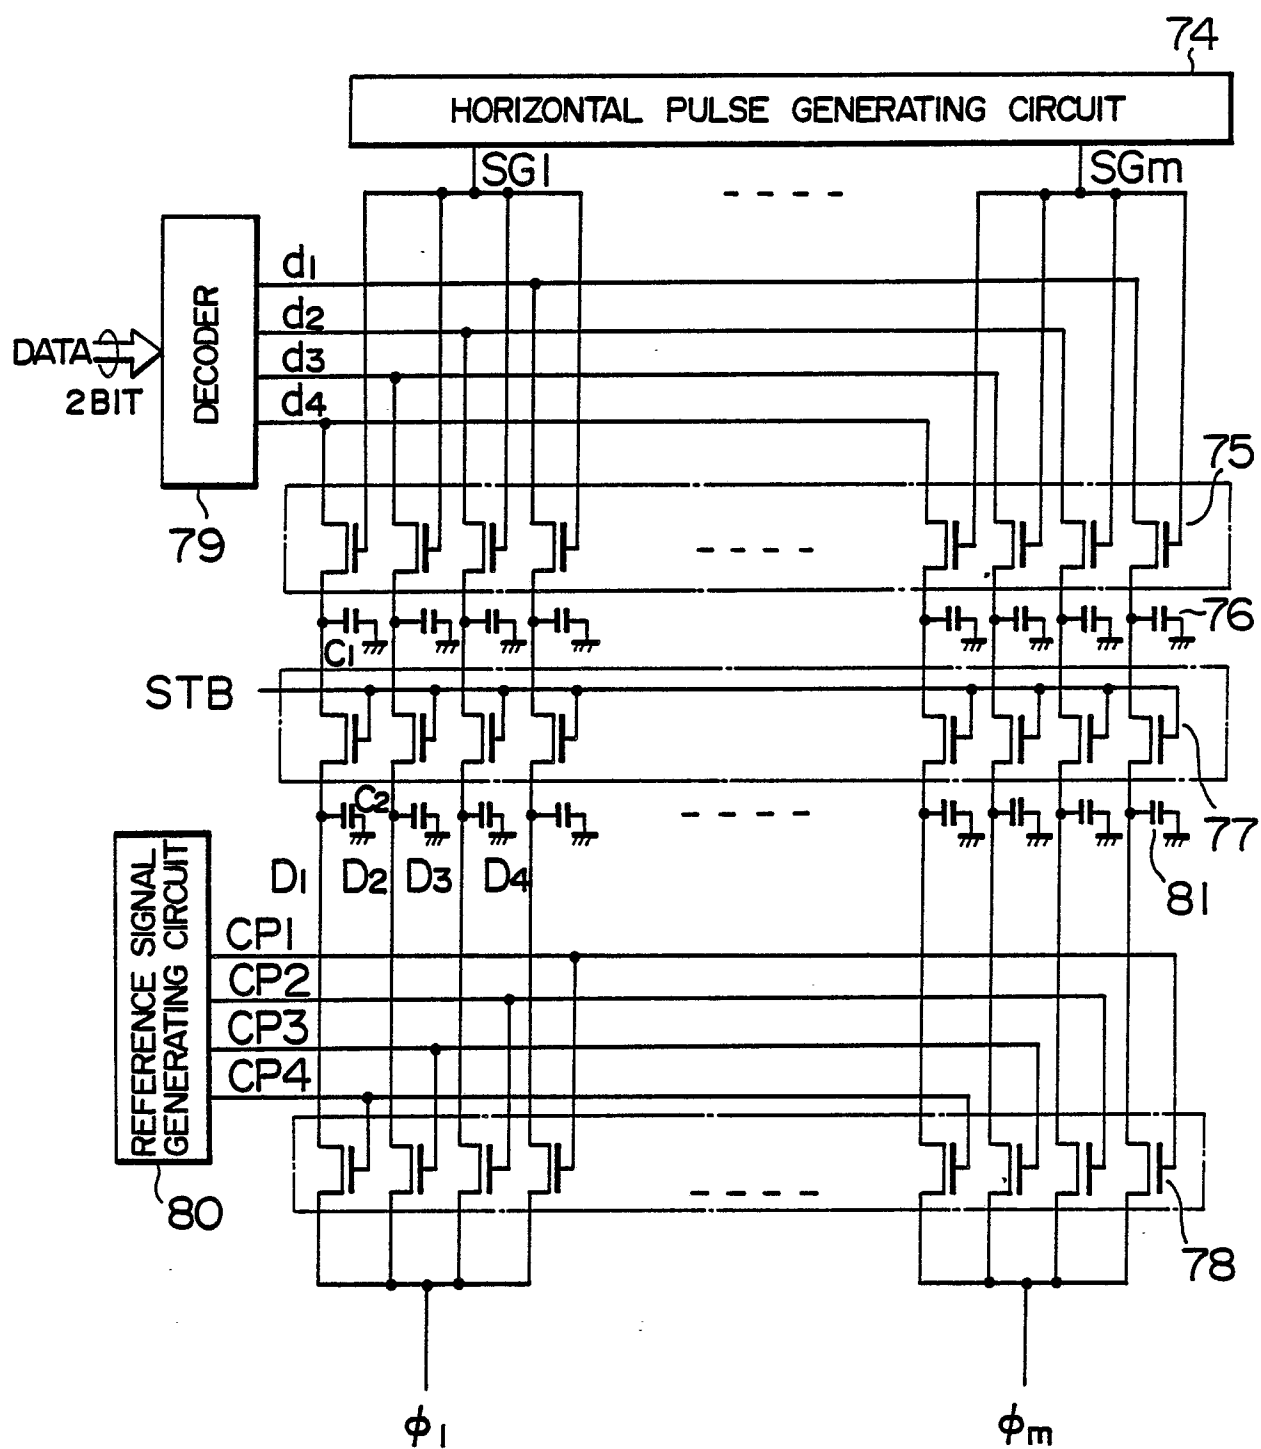 74
HORIZONTAL PULSE GENERATING CIRCUIT
SG1
SGm
d1
d2
DATA
d3
2BIT
d4
DECODER
79
75
76
C1
STB
77
C2
81
D1 D2 D3 D4
REFERENCE SIGNAL
GENERATING CIRCUIT
CP1
CP2
CP3
CP4
80
78
ϕ1
ϕm